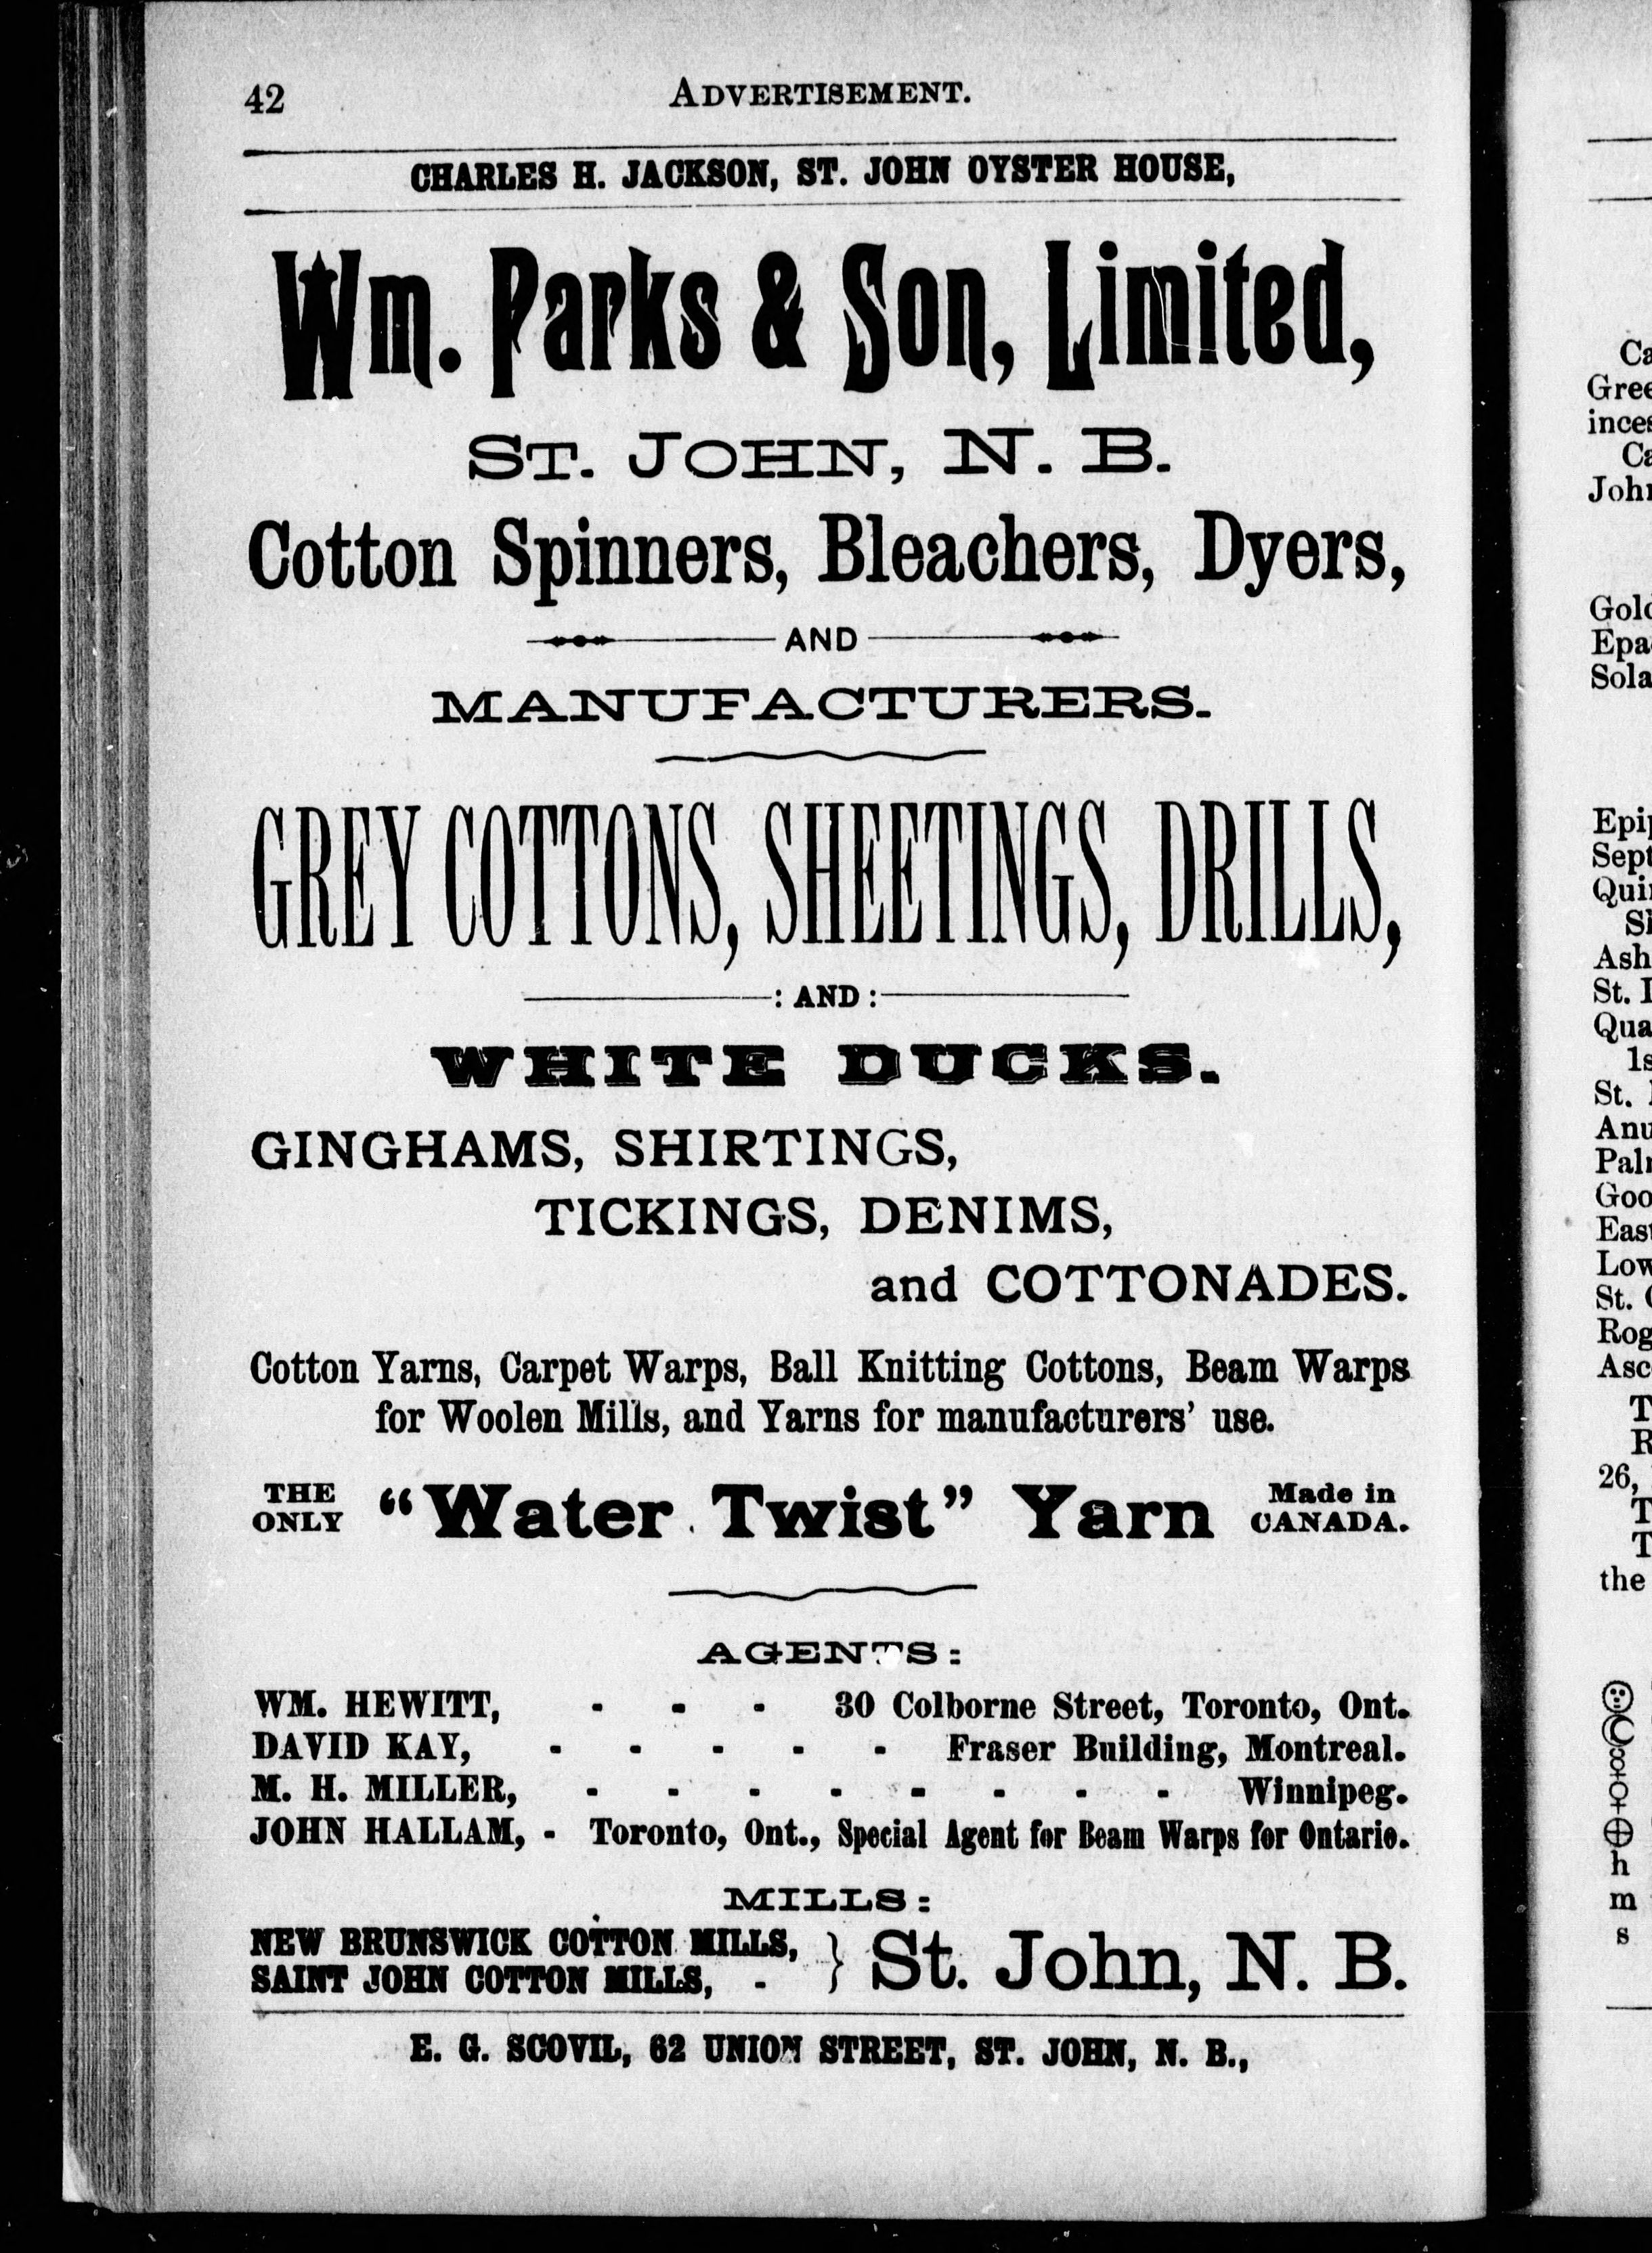 42
ADVERTISEMENT.
CHARLES H. JACKSON, ST. JOHN OYSTER HOUSE,
Wm. Parks & Son, Limited,
ST. JOHN, N. B.
Cotton Spinners, Bleachers, Dyers,
AND
MANUFACTURERS.
GREY COTTONS, SHEETINGS, DRILLS,
: AND :
WHITE DUCKS.
GINGHAMS, SHIRTINGS,
TICKINGS, DENIMS,
and COTTONADES.
Cotton Yarns, Carpet Warps, Ball Knitting Cottons, Beam Warps
for Woolen Mills, and Yarns for manufacturers' use.
THE ONLY "Water Twist" Yarn Made in CANADA.
AGENTS:
WM. HEWITT, - - - 30 Colborne Street, Toronto, Ont.
DAVID KAY, - - - - - Fraser Building, Montreal.
M. H. MILLER, - - - - - - - - Winnipeg.
JOHN HALLAM, - Toronto, Ont., Special Agent for Beam Warps for Ontario.
MILLS:
NEW BRUNSWICK COTTON MILLS,
SAINT JOHN COTTON MILLS, - } St. John, N. B.
E. G. SCOVIL, 62 UNION STREET, ST. JOHN, N. B.,